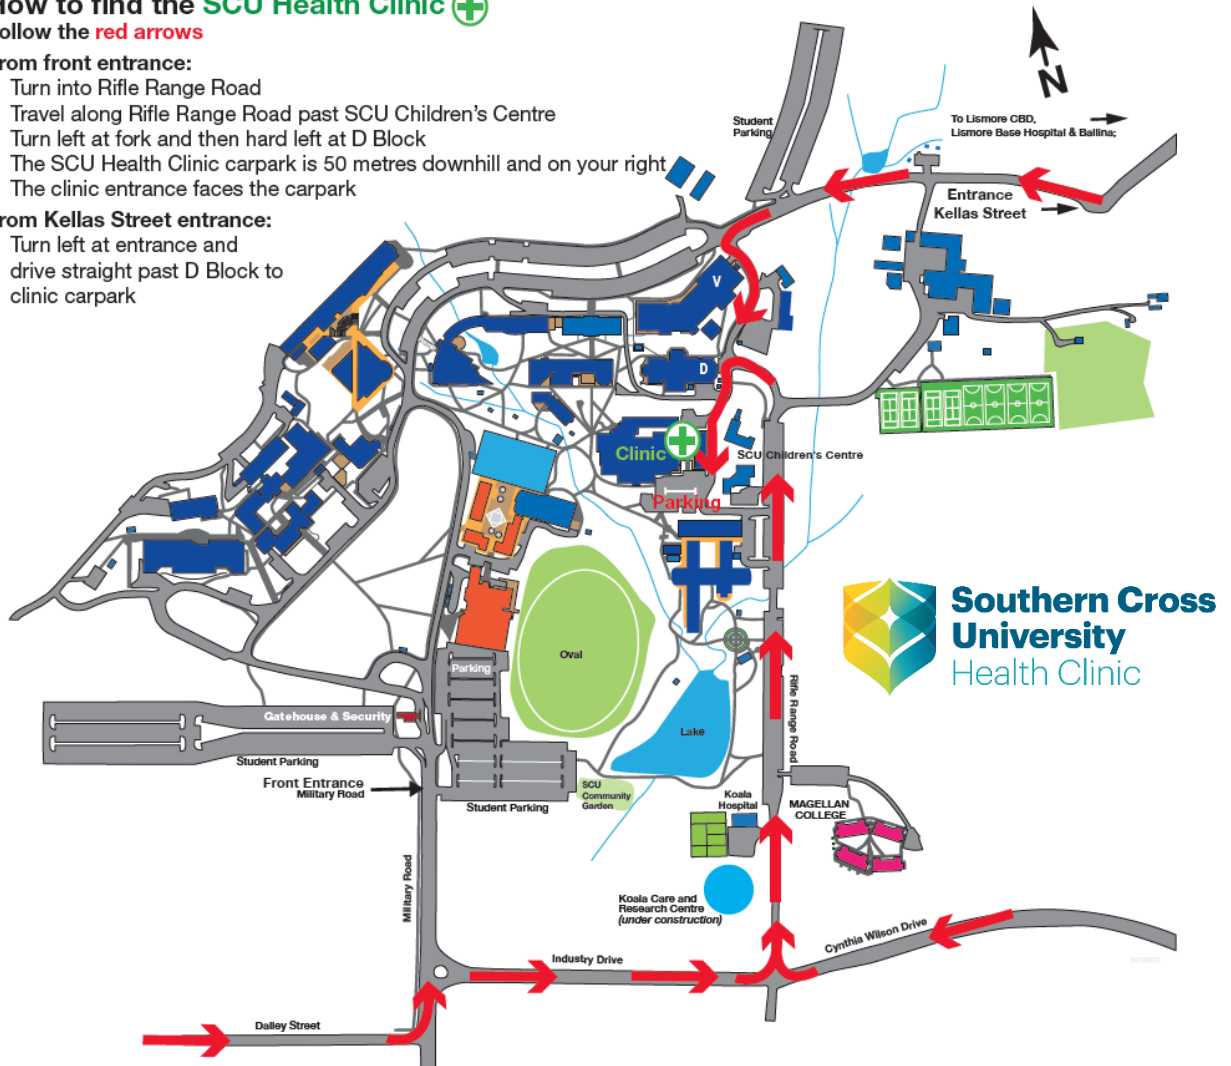 How to find the SCU Health Clinic
ollow the red arrows
rom front entrance:
Turn into Rifle Range Road
Travel along Rifle Range Road past SCU Children's Centre
Turn left at fork and then hard left at D Block
The SCU Health Clinic carpark is 50 metres downhill and on your right
The clinic entrance faces the carpark
rom Kellas Street entrance:
Turn left at entrance and
drive straight past D Block to
clinic carpark
N
Student
Parking
To Lismore CBD,
Lismore Base Hospital & Ballina;
Entrance
Kellas Street
V
D
Clinic
SCU Children's Centre
Parking
Southern Cross
University
Health Clinic
Oval
Parking
Lake
Rifle Range Road
Gatehouse & Security
Student Parking
Front Entrance
Military Road
Student Parking
SCU
Community
Garden
Koala
Hospital
MAGELLAN
COLLEGE
Military Road
Koala Care and
Research Centre
(under construction)
Cynthia Wilson Drive
Industry Drive
Dalley Street